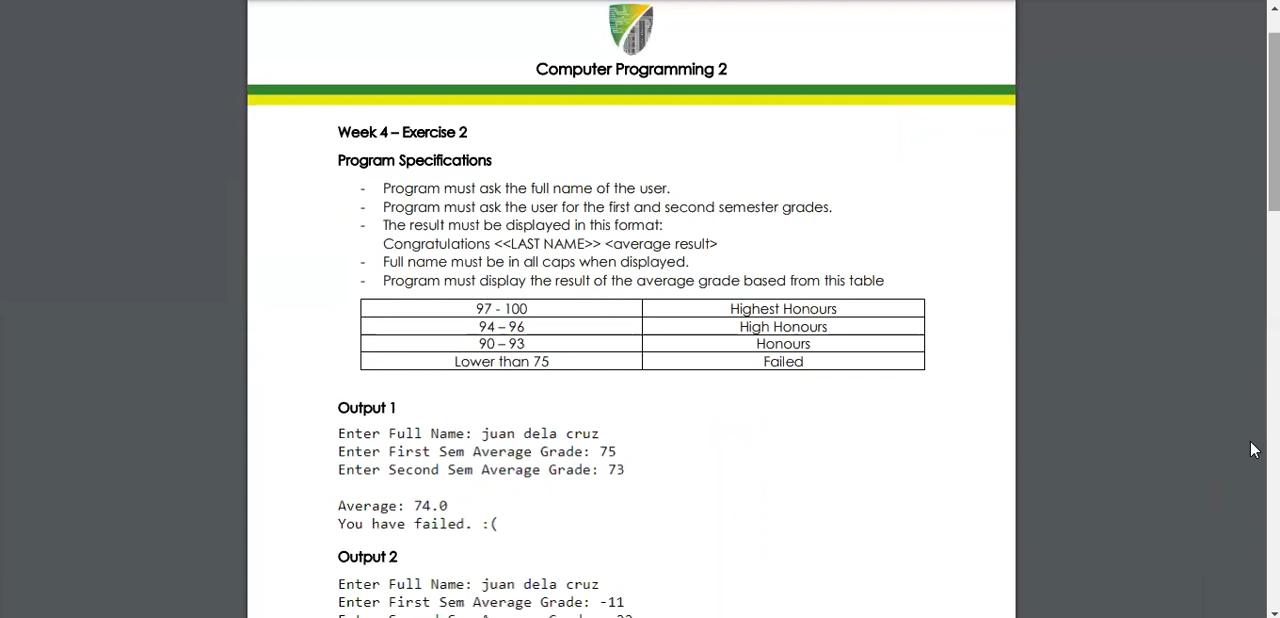 Computer Programming 2
Week 4 – Exercise 2
Program Specifications
- Program must ask the full name of the user.
- Program must ask the user for the first and second semester grades.
- The result must be displayed in this format:
Congratulations <<LAST NAME>> <average result>
- Full name must be in all caps when displayed.
- Program must display the result of the average grade based from this table
97 - 100 Highest Honours
94 – 96 High Honours
90 – 93 Honours
Lower than 75 Failed
Output 1
Enter Full Name: juan dela cruz
Enter First Sem Average Grade: 75
Enter Second Sem Average Grade: 73
Average: 74.0
You have failed. :(
Output 2
Enter Full Name: juan dela cruz
Enter First Sem Average Grade: -11